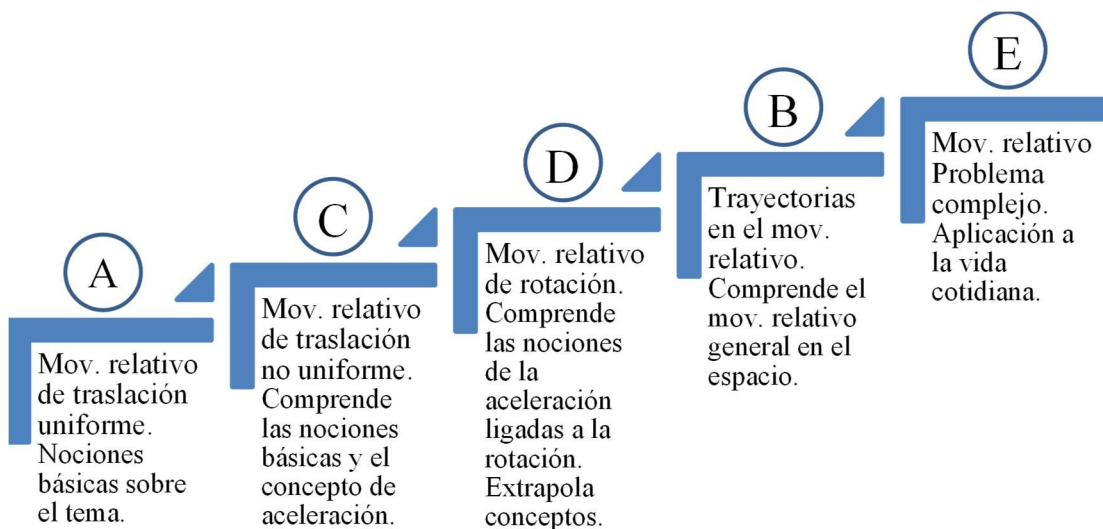 A
Mov. relativo
de traslación
uniforme.
Nociones
básicas sobre
el tema.
C
Mov. relativo
de traslación
no uniforme.
Comprende
las nociones
básicas y el
concepto de
aceleración.
D
Mov. relativo
de rotación.
Comprende
las nociones
de la
aceleración
ligadas a la
rotación.
Extrapola
conceptos.
B
Trayectorias
en el mov.
relativo.
Comprende el
mov. relativo
general en el
espacio.
E
Mov. relativo
Problema
complejo.
Aplicación a
la vida
cotidiana.